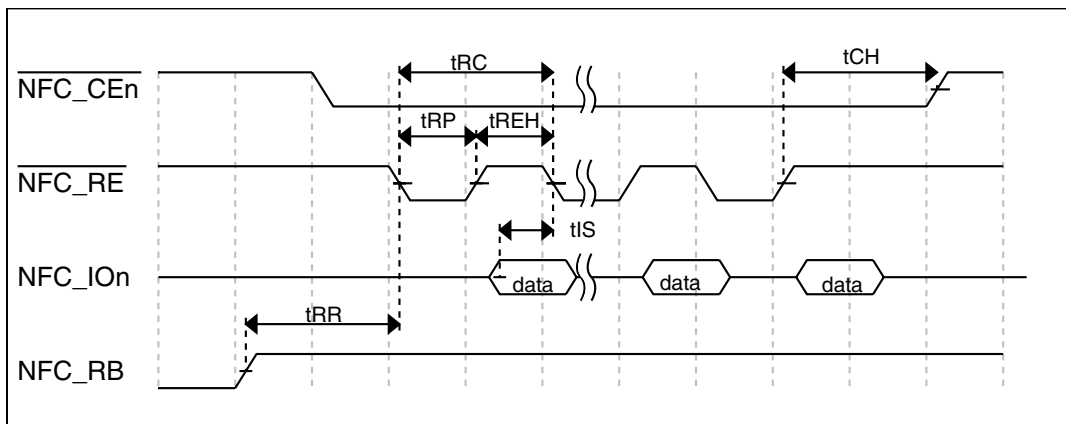 tRC
tCH
NFC_CEn
tRP
tREH
NFC_RE
tIS
NFC_IOn
data
data
data
tRR
NFC_RB